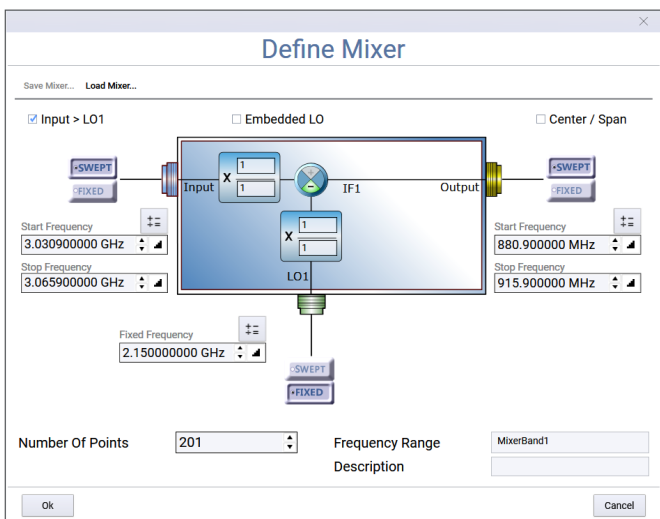 Define Mixer
Save Mixer... Load Mixer...
Input > LO1 Embedded LO Center / Span
SWEPT
FIXED
X 1
1
Input IF1 Output
SWEPT
FIXED
Start Frequency
3.030900000 GHz
Stop Frequency
3.065900000 GHz
X 1
1
LO1
Start Frequency
880.900000 MHz
Stop Frequency
915.900000 MHz
Fixed Frequency
2.150000000 GHz
SWEPT
FIXED
Number Of Points 201 Frequency Range MixerBand1
Description
Ok Cancel